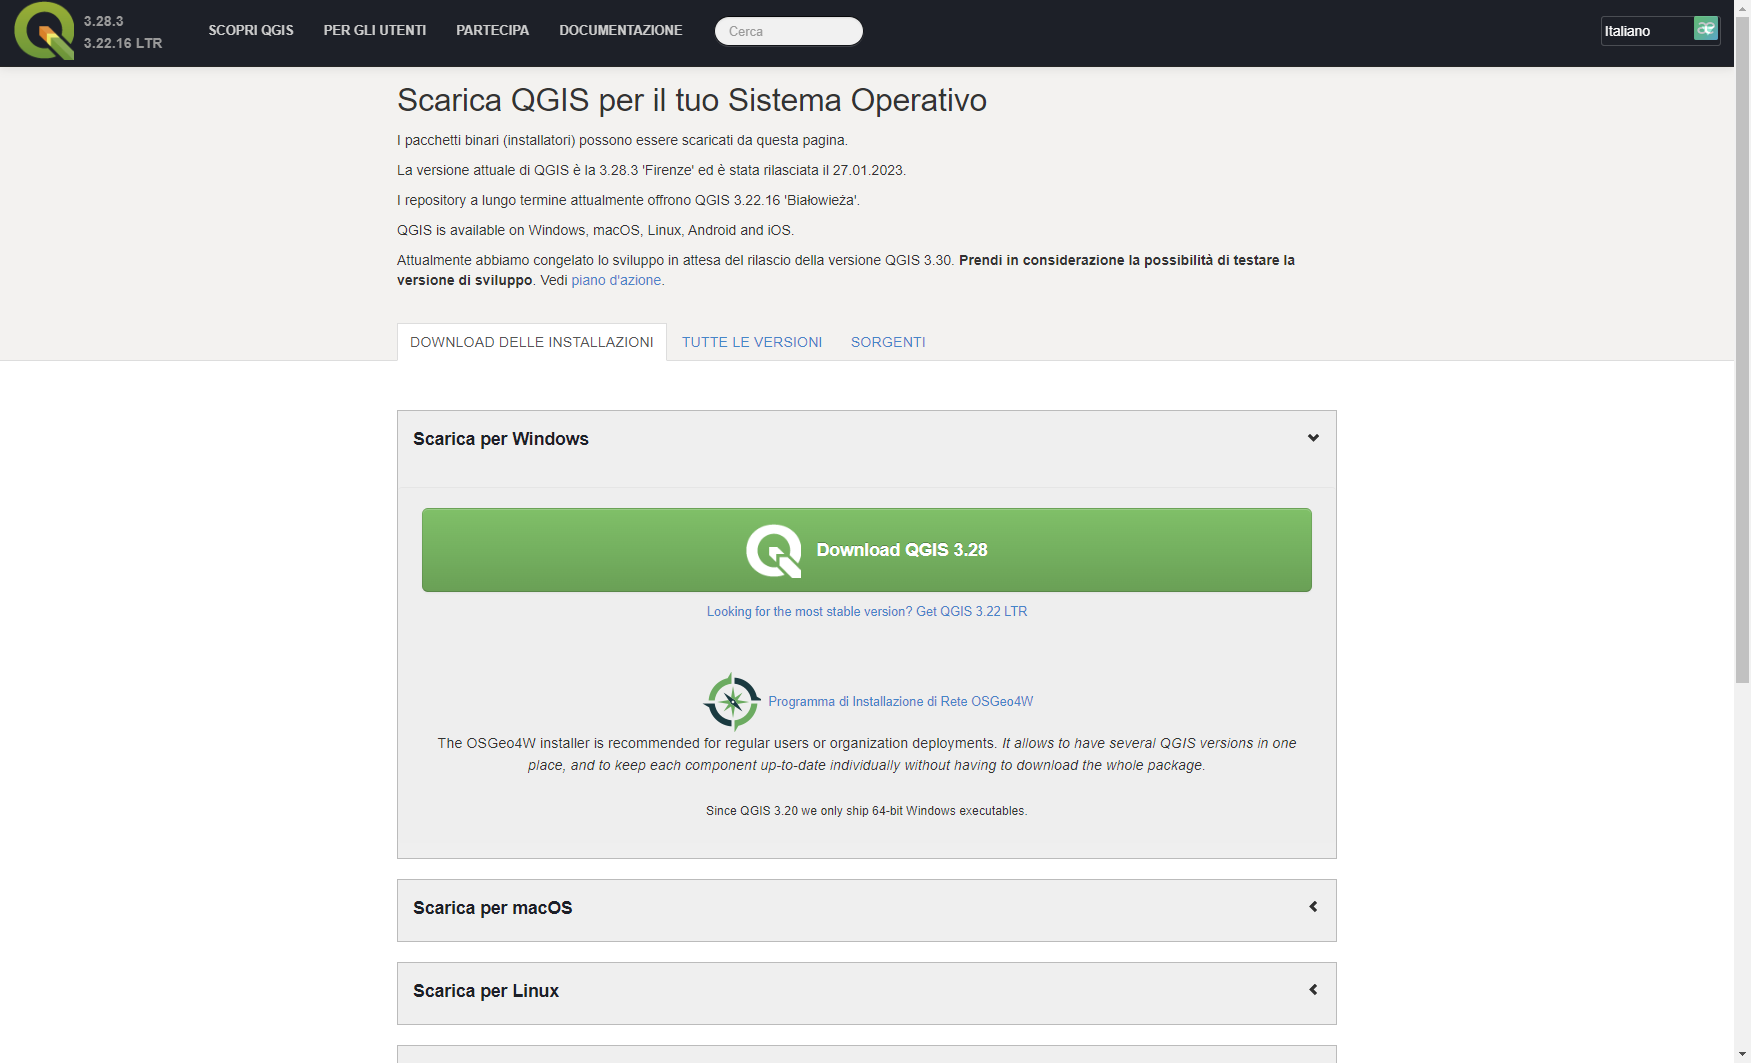 3.28.3
3.22.16 LTR
SCOPRI QGIS
PER GLI UTENTI
PARTECIPA
DOCUMENTAZIONE
Cerca
Italiano
æ
Scarica QGIS per il tuo Sistema Operativo
I pacchetti binari (installatori) possono essere scaricati da questa pagina.
La versione attuale di QGIS è la 3.28.3 'Firenze' ed è stata rilasciata il 27.01.2023.
I repository a lungo termine attualmente offrono QGIS 3.22.16 'Białowieża'.
QGIS is available on Windows, macOS, Linux, Android and iOS.
Attualmente abbiamo congelato lo sviluppo in attesa del rilascio della versione QGIS 3.30. Prendi in considerazione la possibilità di testare la
versione di sviluppo. Vedi piano d'azione.
DOWNLOAD DELLE INSTALLAZIONI
TUTTE LE VERSIONI
SORGENTI
Scarica per Windows
Download QGIS 3.28
Looking for the most stable version? Get QGIS 3.22 LTR
Programma di Installazione di Rete OSGeo4W
The OSGeo4W installer is recommended for regular users or organization deployments. It allows to have several QGIS versions in one
place, and to keep each component up-to-date individually without having to download the whole package.
Since QGIS 3.20 we only ship 64-bit Windows executables.
Scarica per macOS
Scarica per Linux